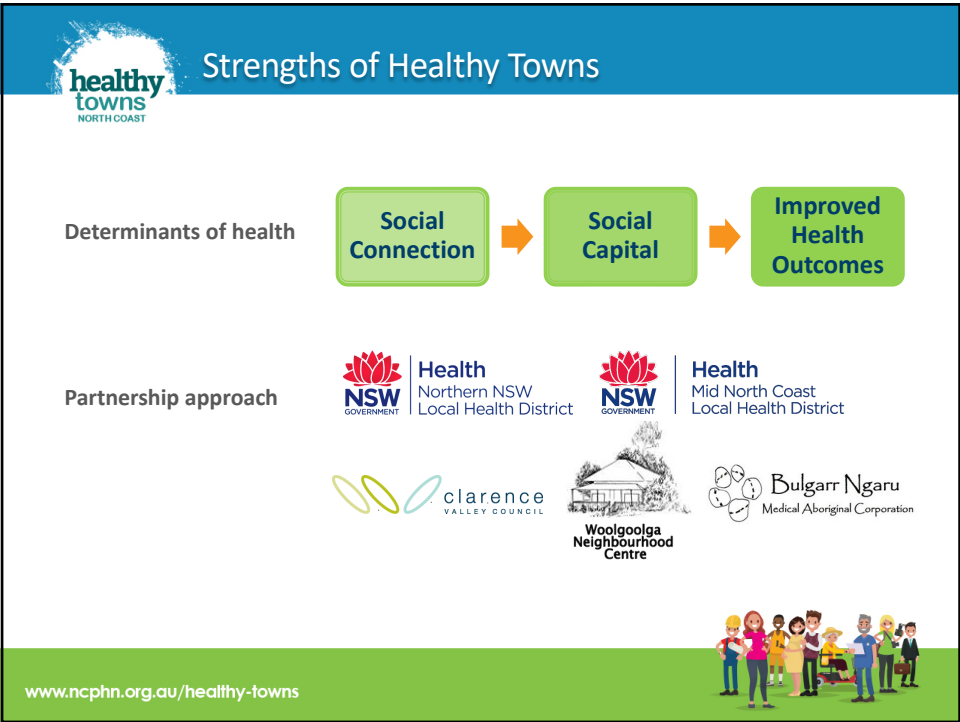 healthy
towns
NORTH COAST
Strengths of Healthy Towns
Determinants of health
Social
Connection
Social
Capital
Improved
Health
Outcomes
Partnership approach
NSW
GOVERNMENT
Health
Northern NSW
Local Health District
NSW
GOVERNMENT
Health
Mid North Coast
Local Health District
clarence
VALLEY COUNCIL
Woolgoolga
Neighbourhood
Centre
Bulgarr Ngaru
Medical Aboriginal Corporation
www.ncphn.org.au/healthy-towns